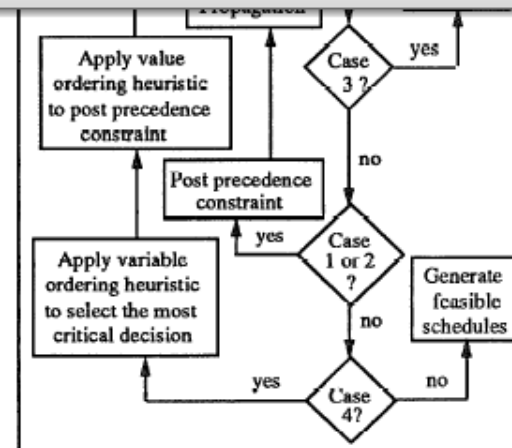 Propagation
Case
3 ?
yes
Apply value
ordering heuristic
to post precedence
constraint
no
Post precedence
constraint
yes
Case
1 or 2
?
Apply variable
ordering heuristic
to select the most
critical decision
Generate
feasible
schedules
no
yes
Case
4?
no